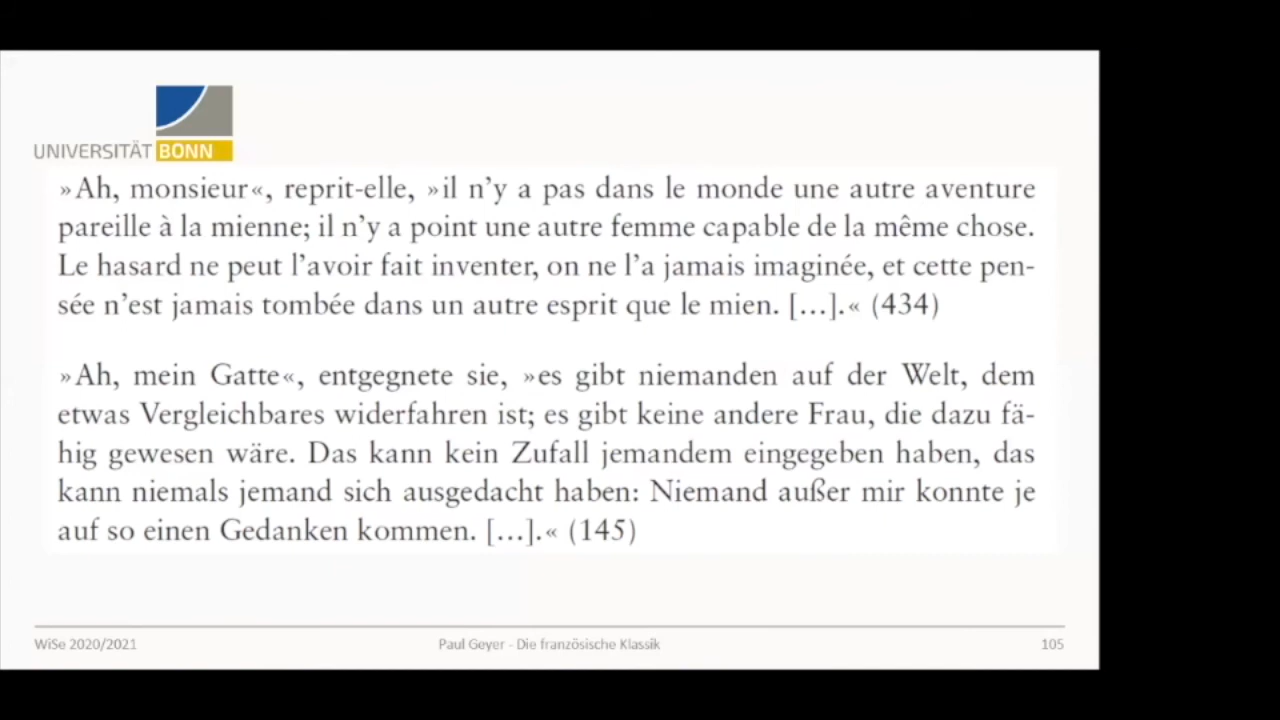 UNIVERSITÄT BONN
»Ah, monsieur«, reprit-elle, »il n’y a pas dans le monde une autre aventure
pareille à la mienne; il n’y a point une autre femme capable de la même chose.
Le hasard ne peut l’avoir fait inventer, on ne l’a jamais imaginée, et cette pen-
sée n’est jamais tombée dans un autre esprit que le mien. [...].« (434)
»Ah, mein Gatte«, entgegnete sie, »es gibt niemanden auf der Welt, dem
etwas Vergleichbares widerfahren ist; es gibt keine andere Frau, die dazu fä-
hig gewesen wäre. Das kann kein Zufall jemandem eingegeben haben, das
kann niemals jemand sich ausgedacht haben: Niemand außer mir konnte je
auf so einen Gedanken kommen. [...].« (145)
WiSe 2020/2021
Paul Geyer - Die französische Klassik
105